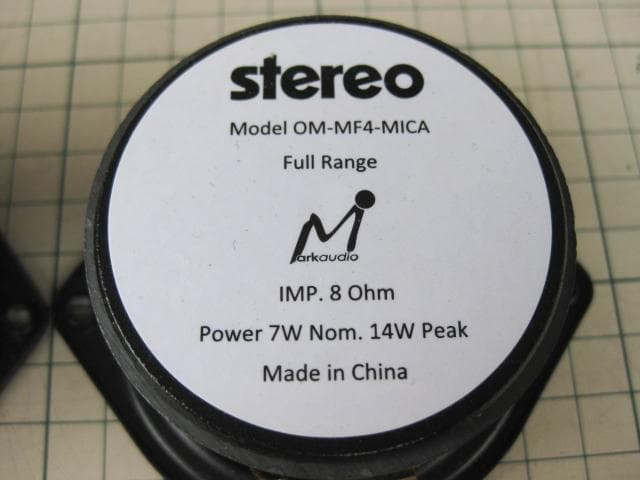 stereo
Model OM-MF4-MICA
Full Range
Markaudio
IMP. 8 Ohm
Power 7W Nom. 14W Peak
Made in China